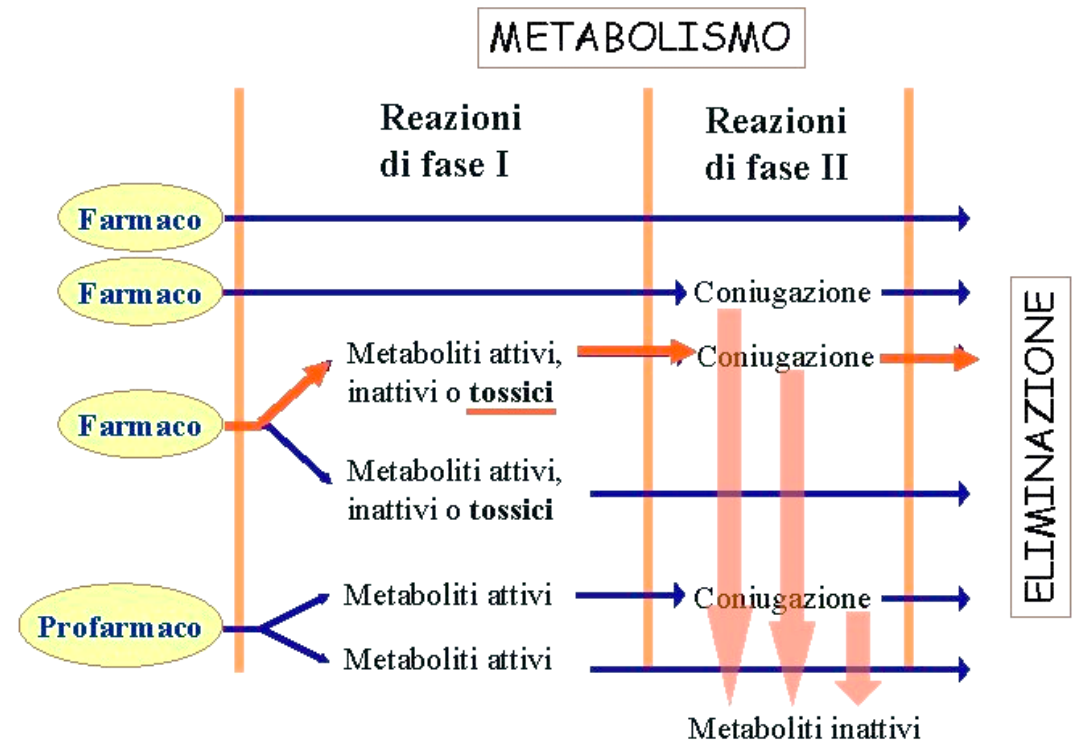 METABOLISMO
Reazioni
di fase I
Reazioni
di fase II
Farmaco
Farmaco
Coniugazione
Metaboliti attivi,
inattivi o tossici
Coniugazione
Farmaco
Metaboliti attivi,
inattivi o tossici
Profarmaco
Metaboliti attivi
Coniugazione
Metaboliti attivi
Metaboliti inattivi
ELIMINAZIONE